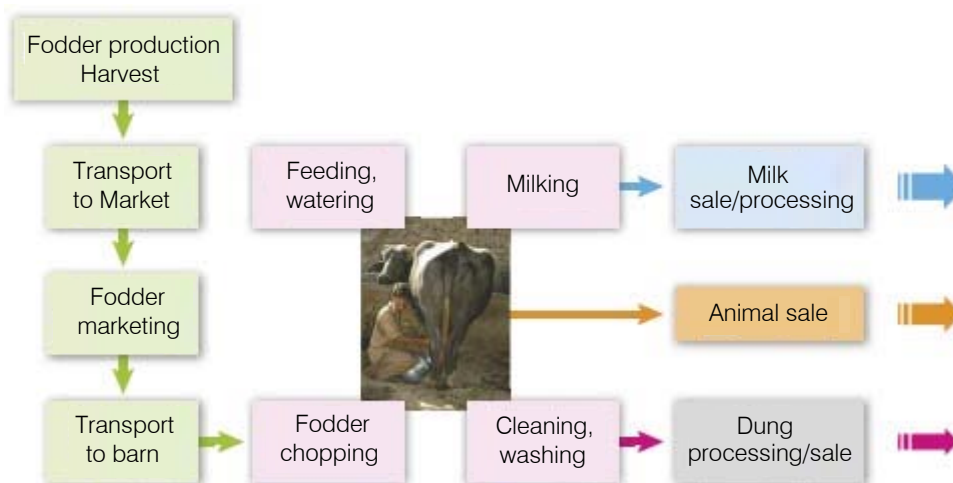 Fodder production
Harvest
Transport
to Market
Feeding,
watering
Milking
Milk
sale/processing
Fodder
marketing
Animal sale
Transport
to barn
Fodder
chopping
Cleaning,
washing
Dung
processing/sale